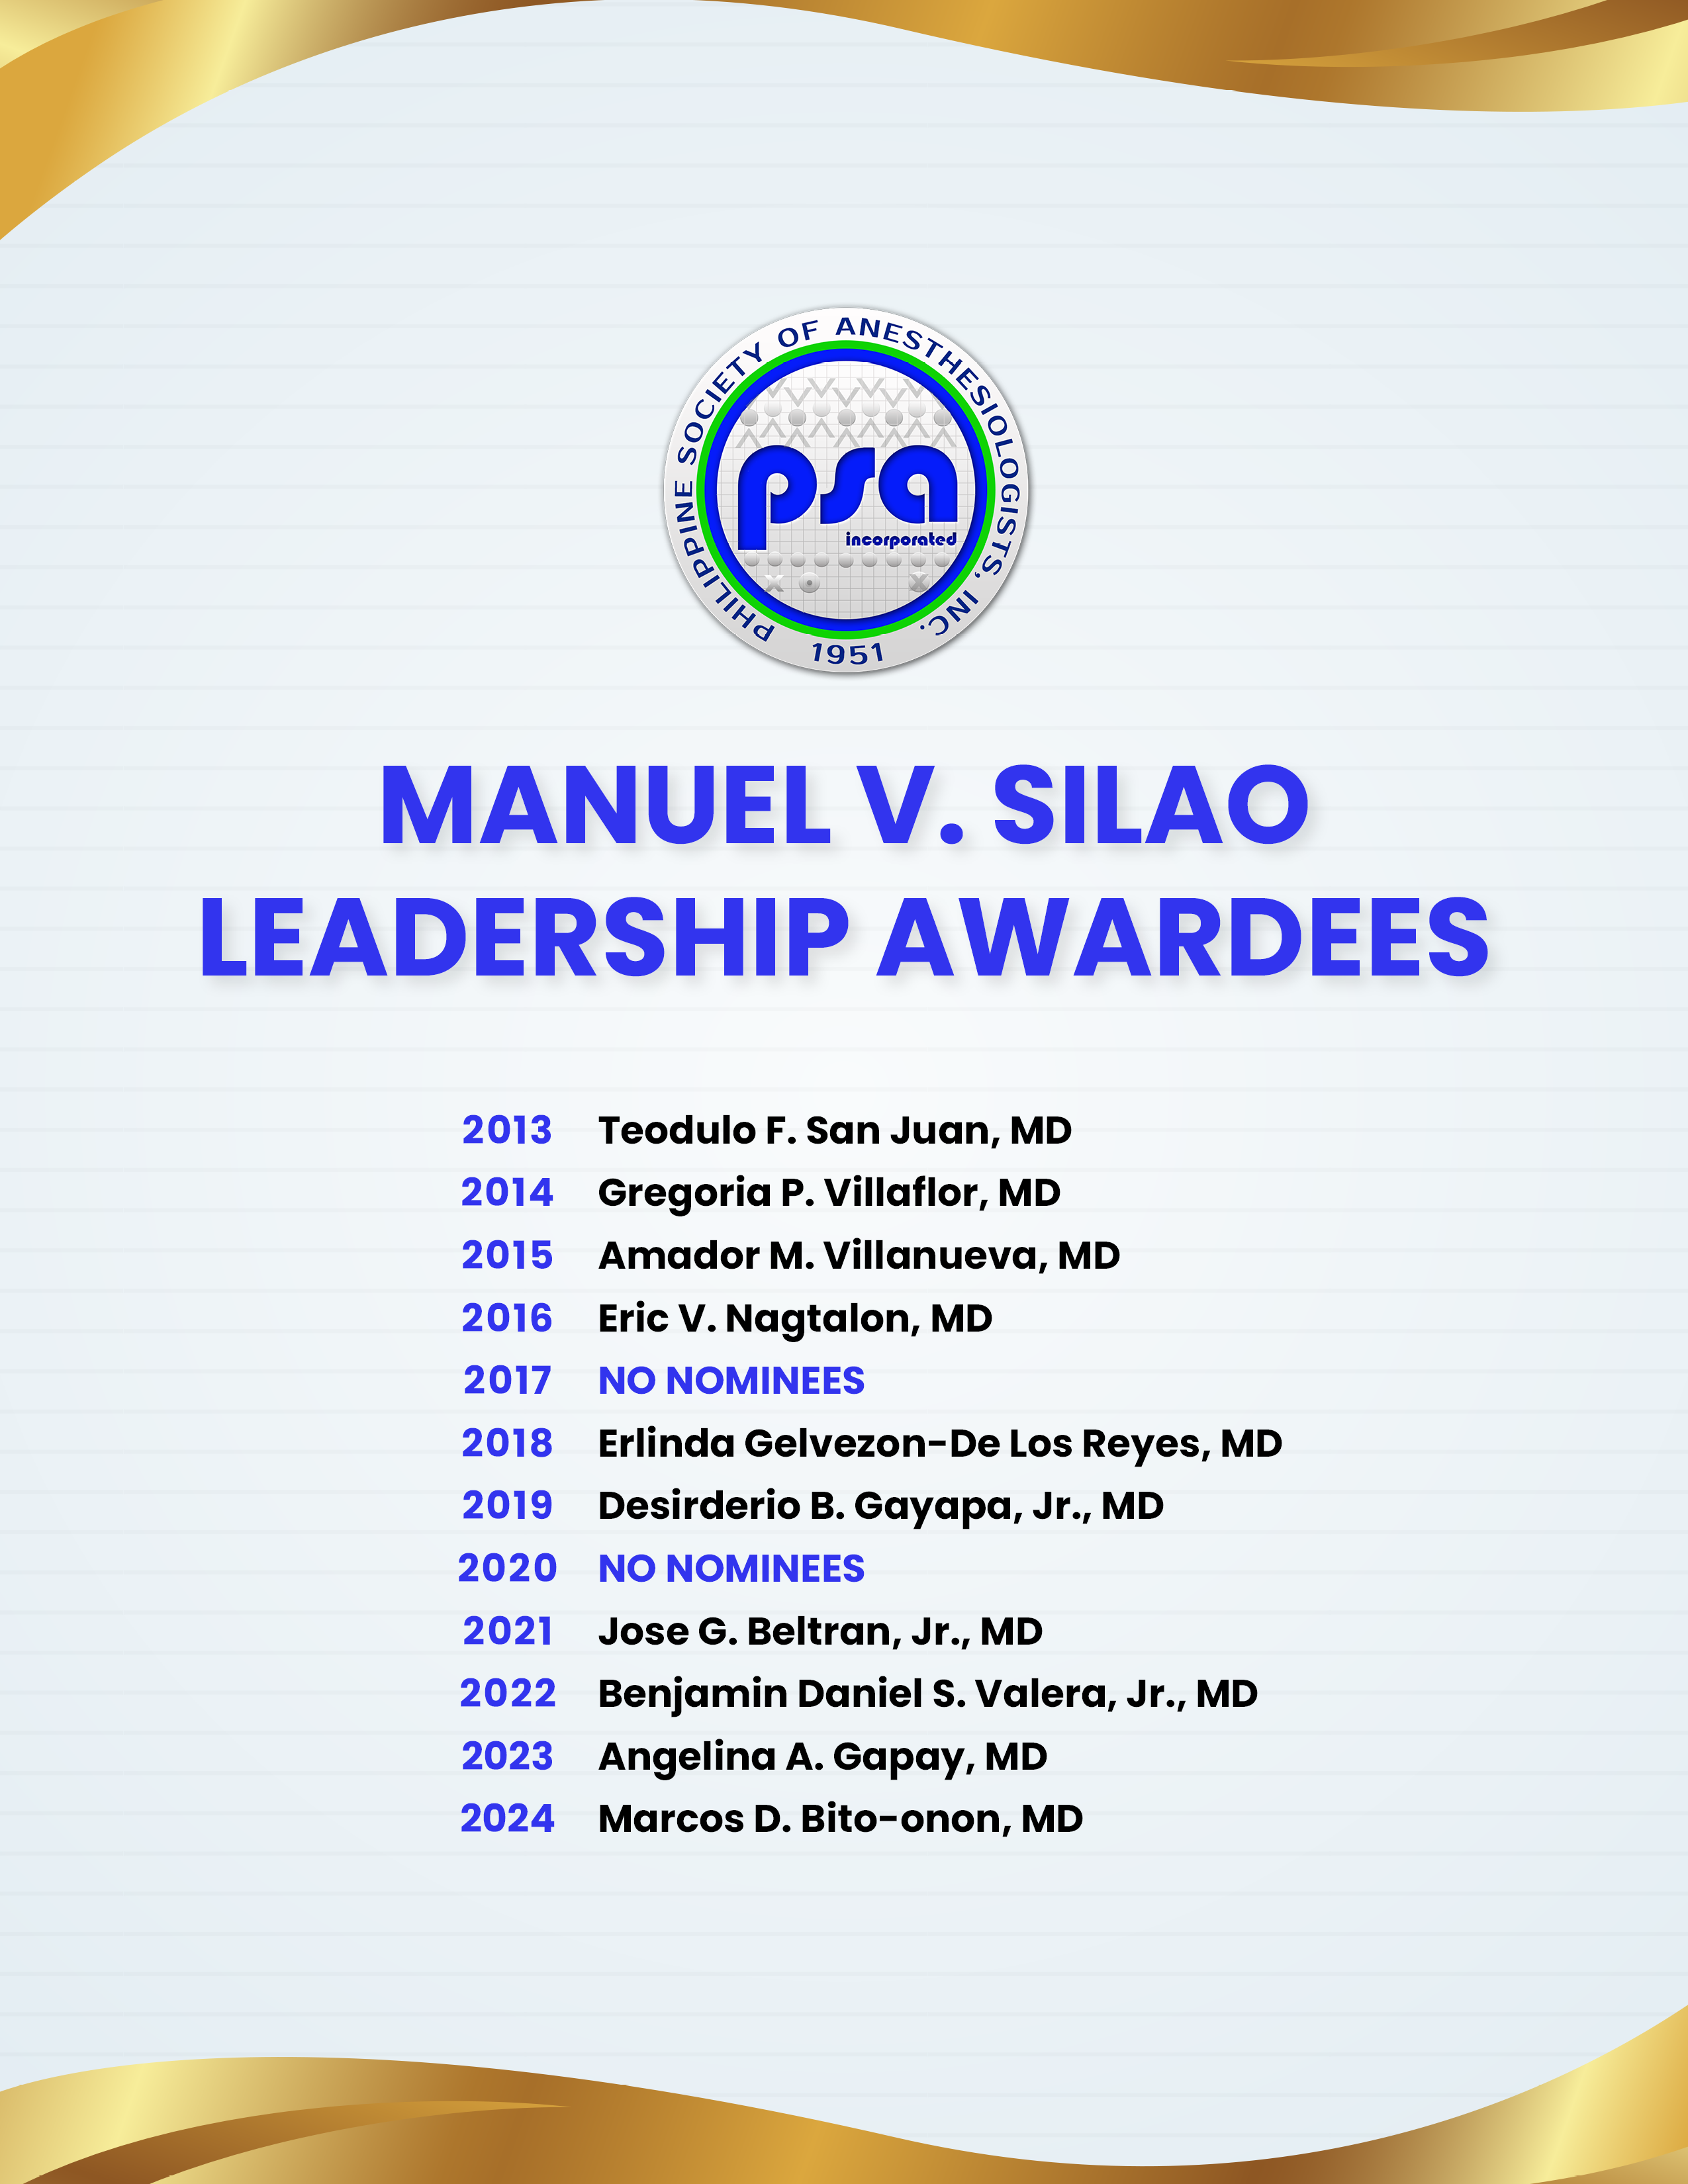 PHILIPPINE SOCIETY OF ANESTHESIOLOGISTS, INC.
psa
incorporated
1951
MANUEL V. SILAO
LEADERSHIP AWARDEES
2013 Teodulo F. San Juan, MD
2014 Gregoria P. Villaflor, MD
2015 Amador M. Villanueva, MD
2016 Eric V. Nagtalon, MD
2017 NO NOMINEES
2018 Erlinda Gelvezon-De Los Reyes, MD
2019 Desirderio B. Gayapa, Jr., MD
2020 NO NOMINEES
2021 Jose G. Beltran, Jr., MD
2022 Benjamin Daniel S. Valera, Jr., MD
2023 Angelina A. Gapay, MD
2024 Marcos D. Bito-onon, MD